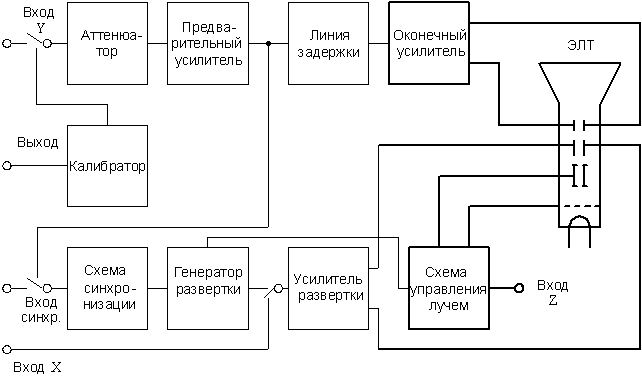 Вход
Y
Аттенюа-
тор
Предва-
рительный
усилитель
Линия
задержки
Оконечный
усилитель
ЭЛТ
Выход
Калибратор
Вход
синхр.
Схема
синхро-
низации
Генератор
развертки
Усилитель
развертки
Схема
управления
лучем
Вход
Z
Вход X